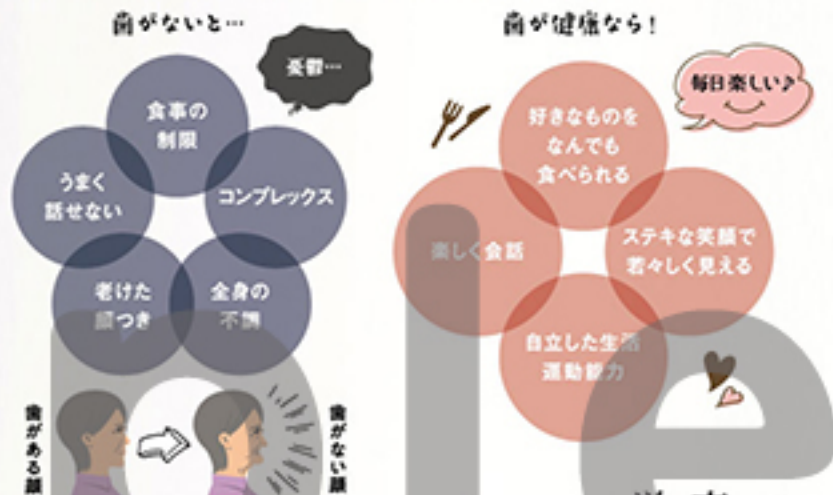 歯がないと…
憂鬱…
食事の
制限
うまく
話せない
コンプレックス
老けた
顔つき
全身の
不調
歯がある顔
歯がない顔
歯が健康なら!
毎日楽しい♪
好きなものを
なんでも
食べられる
楽しく会話
ステキな笑顔で
若々しく見える
自立した生活
運動能力